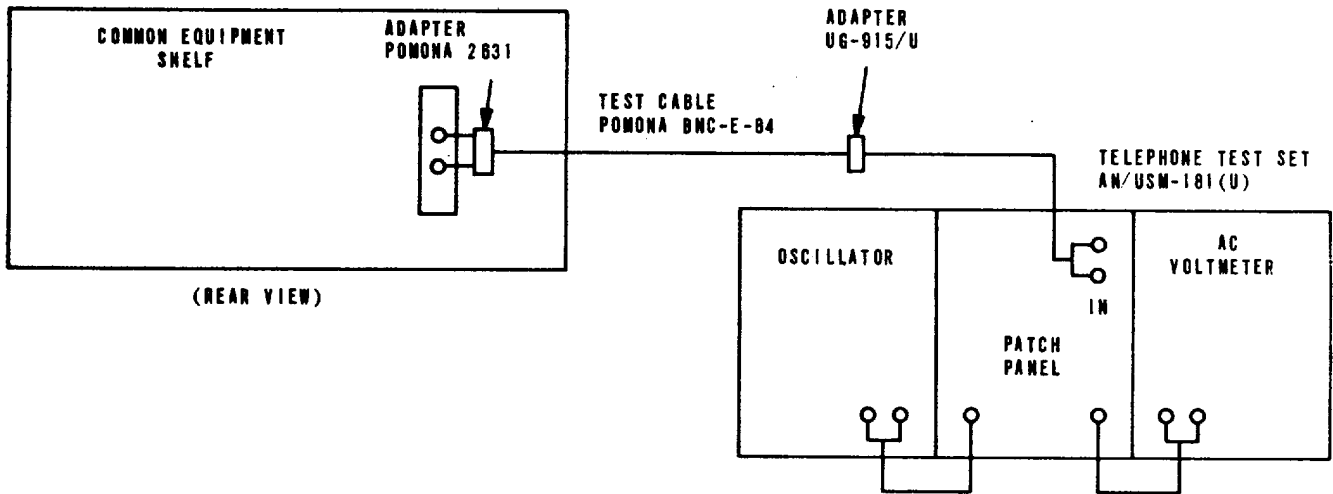 COMMON EQUIPMENT
SHELF
ADAPTER
POMONA 2631
TEST CABLE
POMONA BNC-E-84
ADAPTER
UG-915/U
TELEPHONE TEST SET
AN/USM-181(U)
(REAR VIEW)
OSCILLATOR
IN
PATCH
PANEL
AC
VOLTMETER